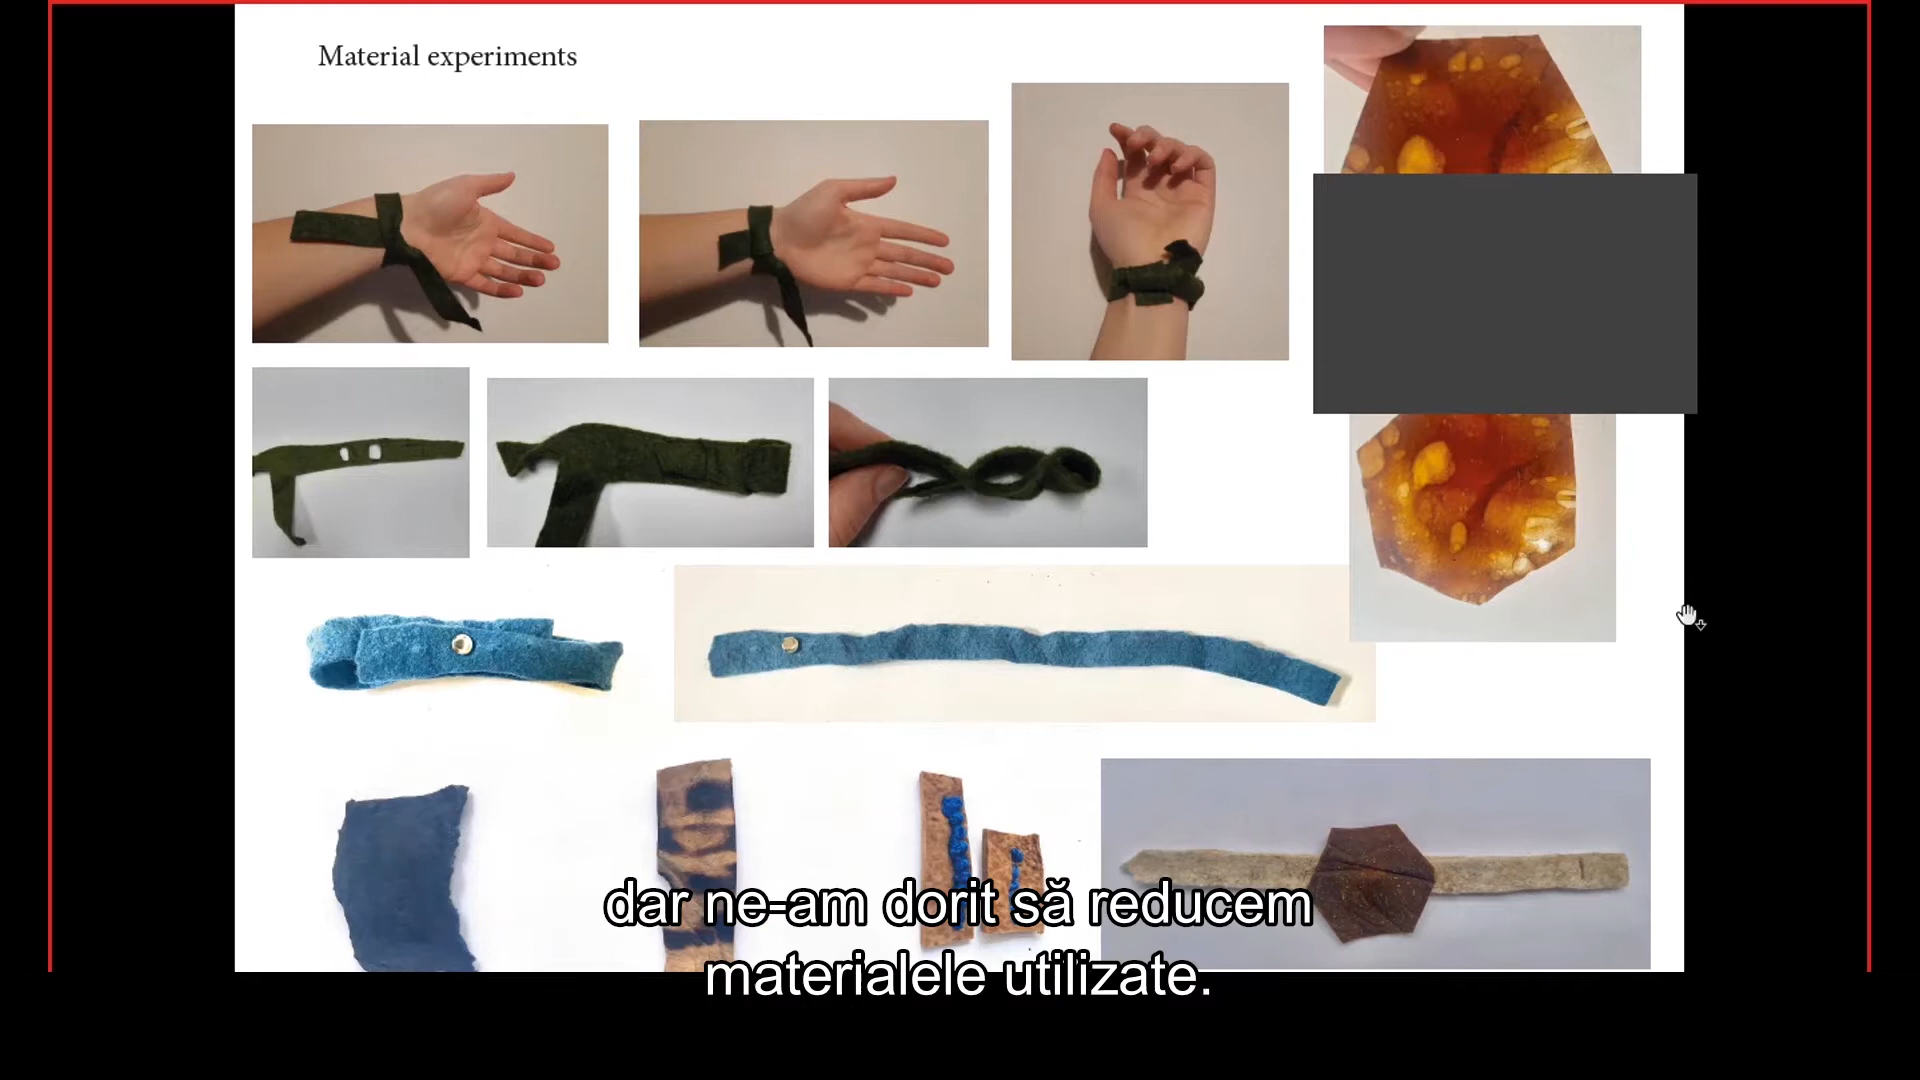 Material experiments
dar ne-am dorit să reducem
materialele utilizate.